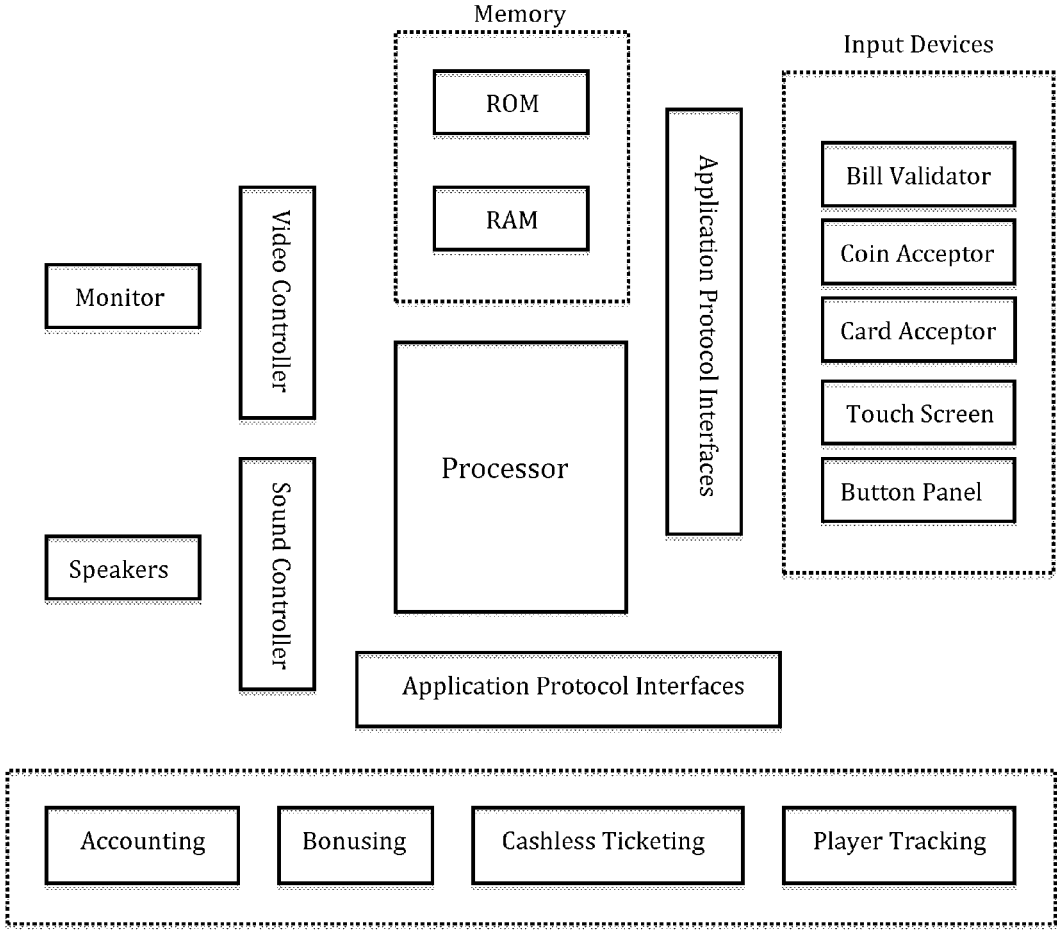 Memory
Input Devices
ROM
RAM
Application Protocol Interfaces
Bill Validator
Coin Acceptor
Card Acceptor
Touch Screen
Button Panel
Video Controller
Monitor
Processor
Sound Controller
Speakers
Application Protocol Interfaces
Accounting
Bonusing
Cashless Ticketing
Player Tracking